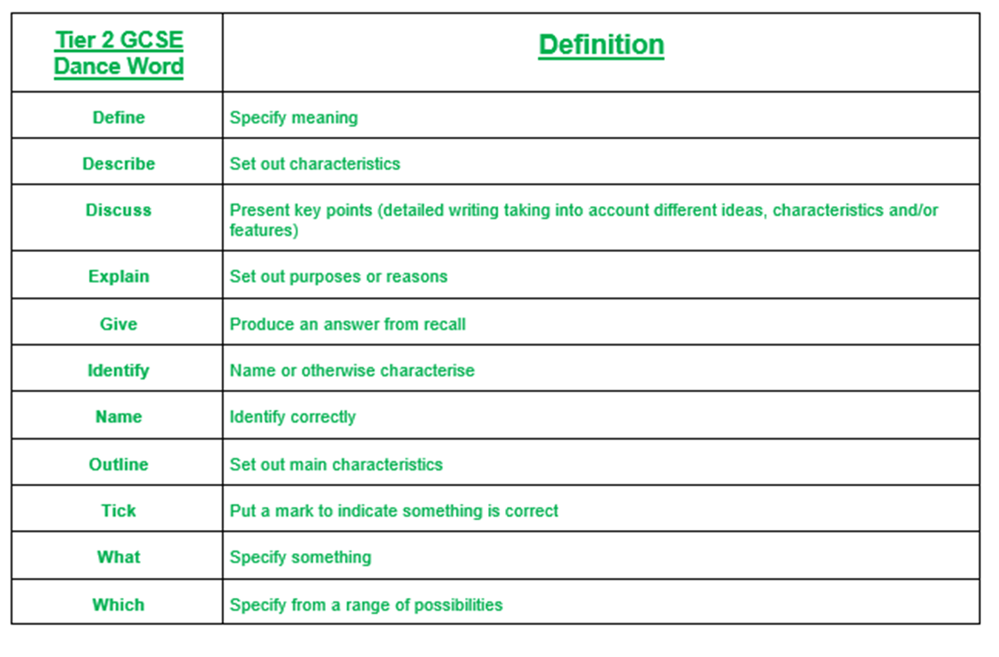 Tier 2 GCSE
Dance Word
Definition
Define
Specify meaning
Describe
Set out characteristics
Discuss
Present key points (detailed writing taking into account different ideas, characteristics and/or
features)
Explain
Set out purposes or reasons
Give
Produce an answer from recall
Identify
Name or otherwise characterise
Name
Identify correctly
Outline
Set out main characteristics
Tick
Put a mark to indicate something is correct
What
Specify something
Which
Specify from a range of possibilities